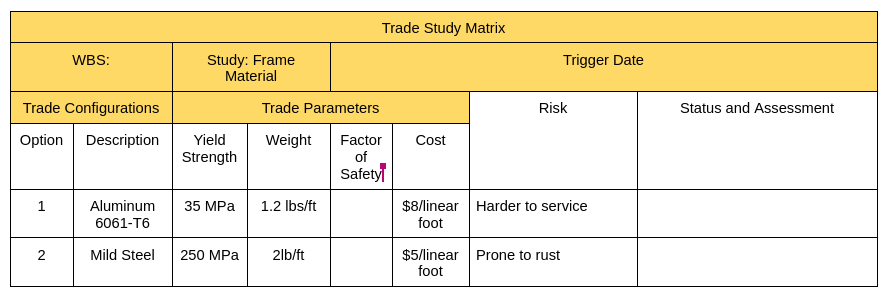 Trade Study Matrix
WBS:
Study: Frame
Material
Trigger Date
Trade Configurations
Trade Parameters
Risk
Status and Assessment
Option
Description
Yield
Strength
Weight
Factor
of
Safety
Cost
1
Aluminum
6061-T6
35 MPa
1.2 lbs/ft
$8/linear
foot
Harder to service
2
Mild Steel
250 MPa
2lb/ft
$5/linear
foot
Prone to rust